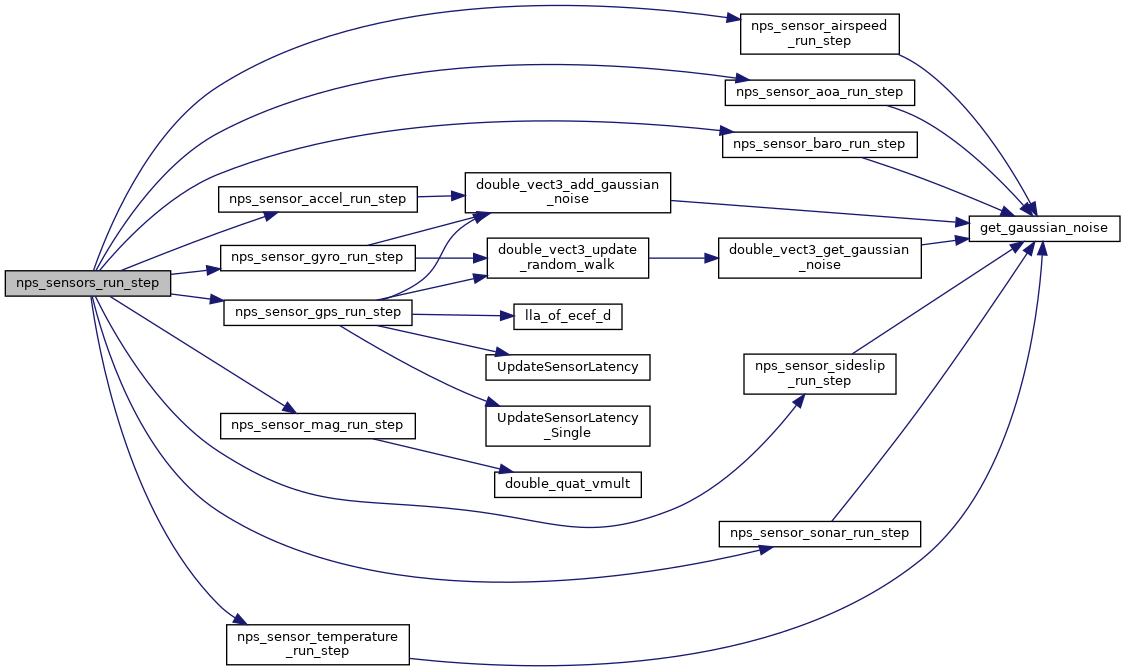 nps_sensors_run_step
nps_sensor_airspeed
_run_step
nps_sensor_aoa_run_step
nps_sensor_baro_run_step
nps_sensor_accel_run_step
nps_sensor_gyro_run_step
nps_sensor_gps_run_step
nps_sensor_mag_run_step
nps_sensor_temperature
_run_step
double_vect3_add_gaussian
_noise
double_vect3_update
_random_walk
lla_of_ecef_d
UpdateSensorLatency
UpdateSensorLatency
_Single
double_quat_vmult
double_vect3_get_gaussian
_noise
nps_sensor_sideslip
_run_step
nps_sensor_sonar_run_step
get_gaussian_noise